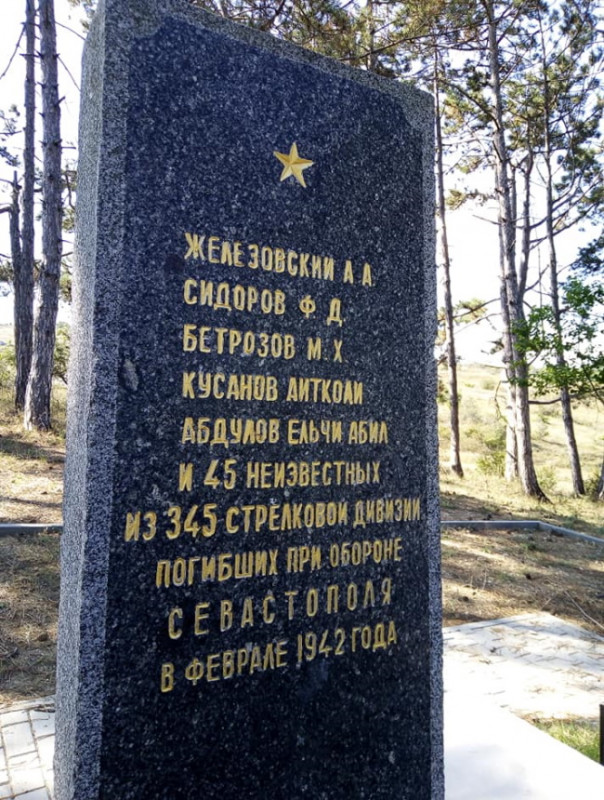 ЖЕЛЕЗОВСКИЙ А А
СИДОРОВ Ф Д
БЕТРОЗОВ М.Х
КУСАНОВ АИТКОЛИ
АБДУЛОВ ЕЛЬЧИ АБИЛ
И 45 НЕИЗВЕСТНЫХ
ИЗ 345 СТРЕЛКОВОЙ ДИВИЗИИ
ПОГИБШИХ ПРИ ОБОРОНЕ
СЕВАСТОПОЛЯ
В ФЕВРАЛЕ 1942 ГОДА